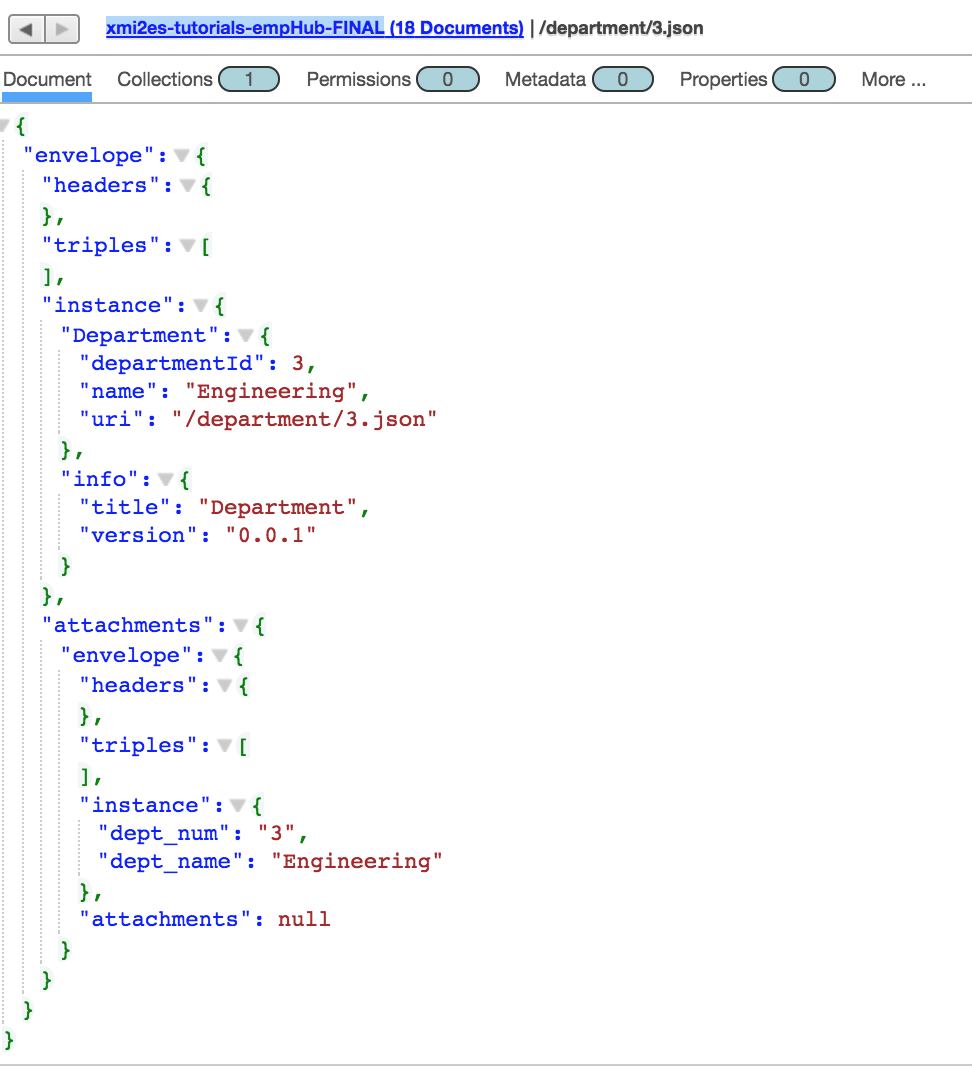 xmi2es-tutorials-empHub-FINAL (18 Documents) | /department/3.json
Document Collections 1 Permissions 0 Metadata 0 Properties 0 More ...
{
"envelope": {
"headers": {
},
"triples": [
],
"instance": {
"Department": {
"departmentId": 3,
"name": "Engineering",
"uri": "/department/3.json"
},
"info": {
"title": "Department",
"version": "0.0.1"
}
},
"attachments": {
"envelope": {
"headers": {
},
"triples": [
],
"instance": {
"dept_num": "3",
"dept_name": "Engineering"
},
"attachments": null
}
}
}
}